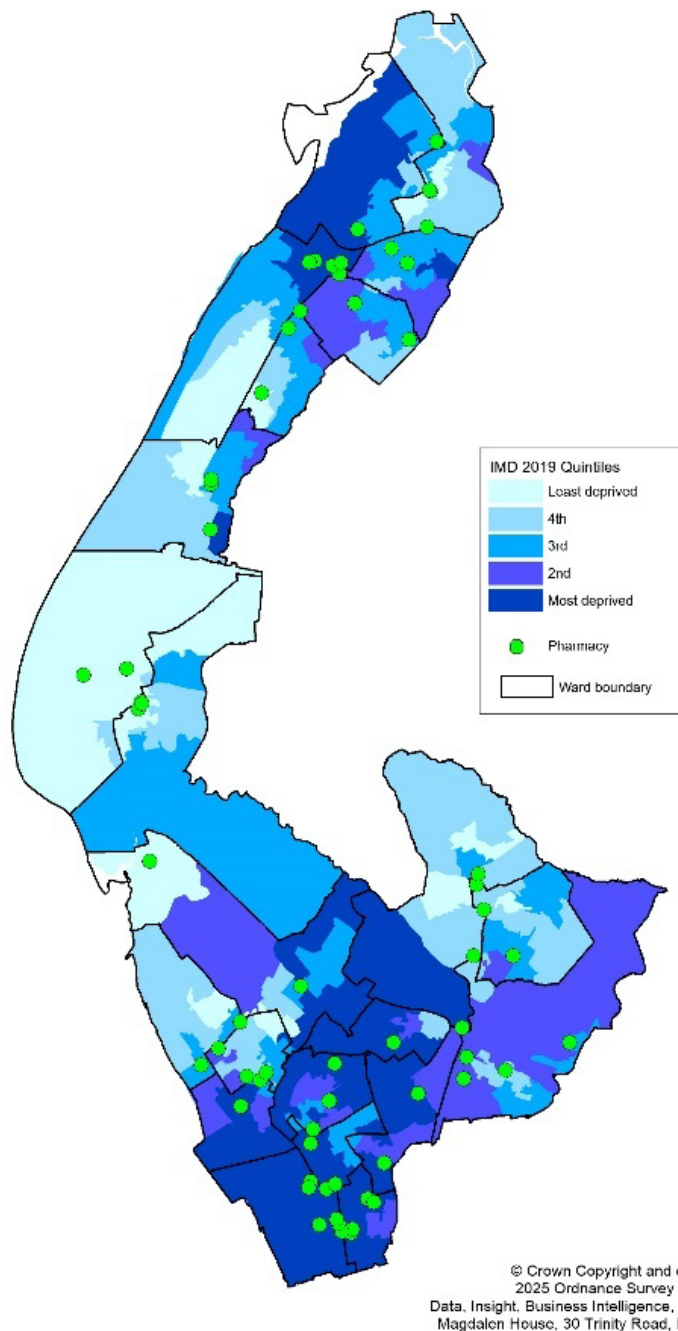 IMD 2019 Quintiles
Least deprived
4th
3rd
2nd
Most deprived
Pharmacy
Ward boundary
© Crown Copyright and
2025 Ordnance Survey
Data, Insight, Business Intelligence,
Magdalen House, 30 Trinity Road,